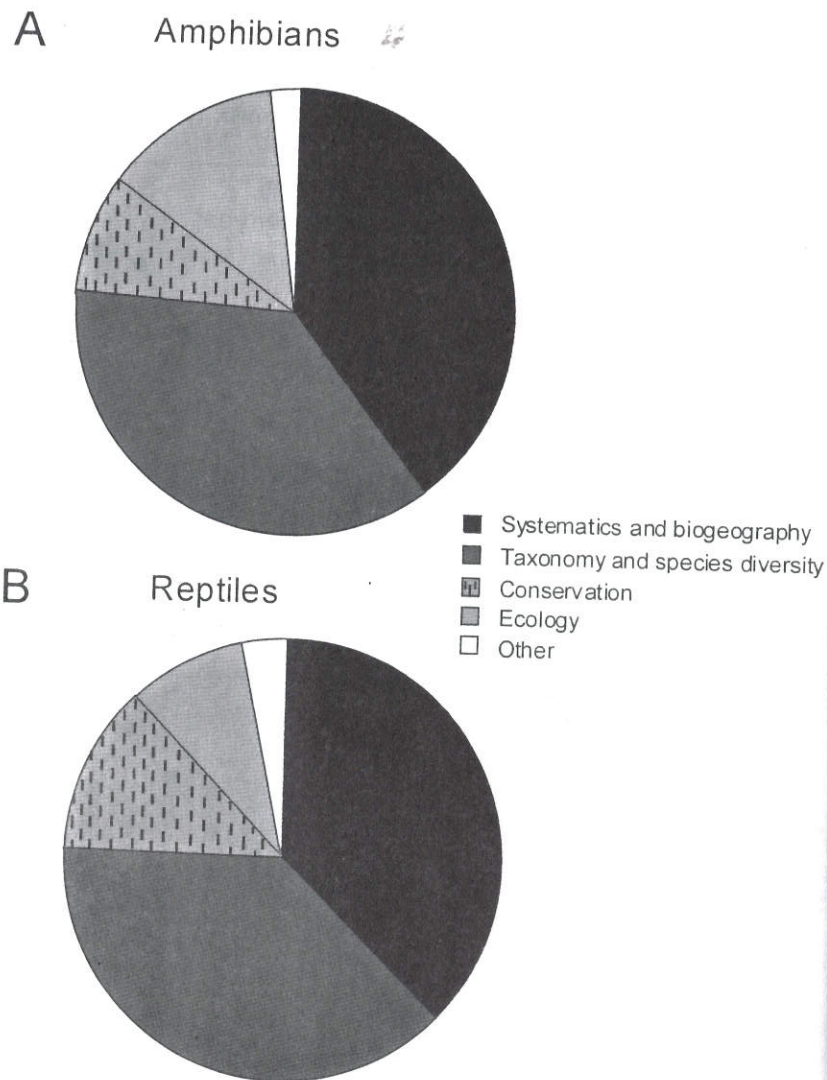 A Amphibians
Systematics and biogeography
Taxonomy and species diversity
Conservation
Ecology
Other
B Reptiles